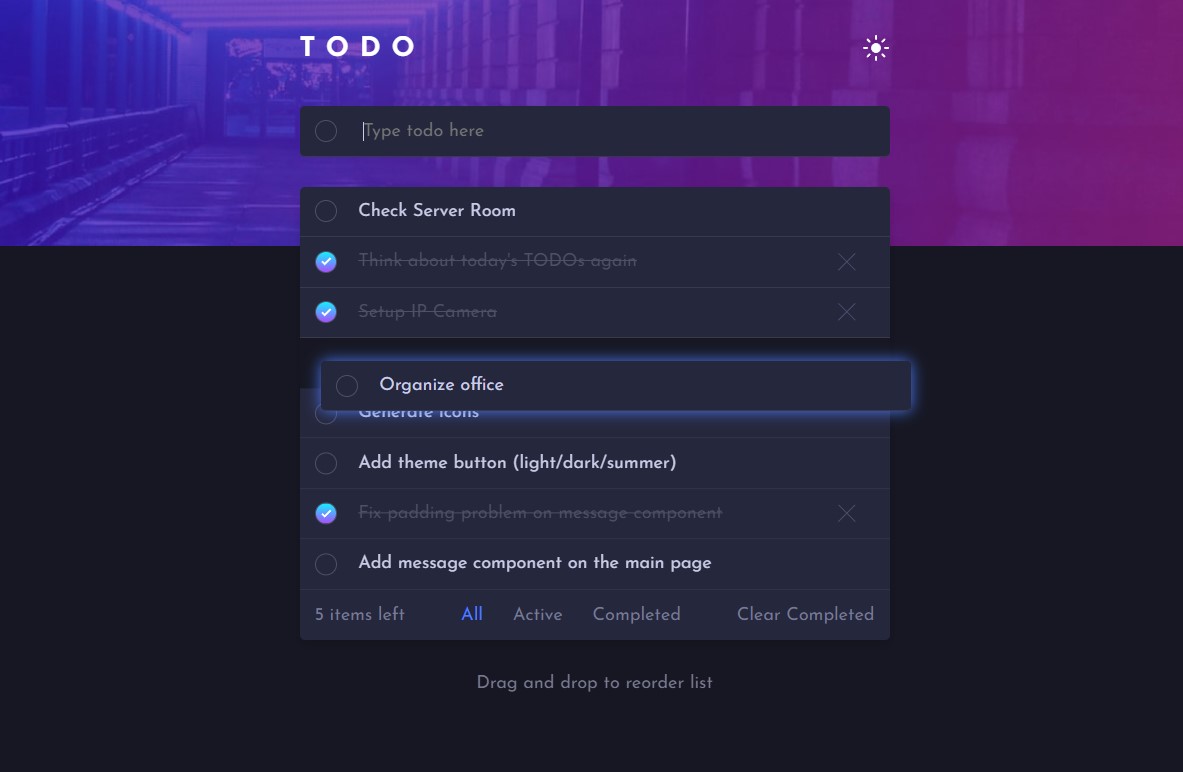 TODO
Type todo here
Check Server Room
Think about today's TODOs again
Setup IP Camera
Organize office
Generate icons
Add theme button (light/dark/summer)
Fix padding problem on message component
Add message component on the main page
5 items left All Active Completed Clear Completed
Drag and drop to reorder list